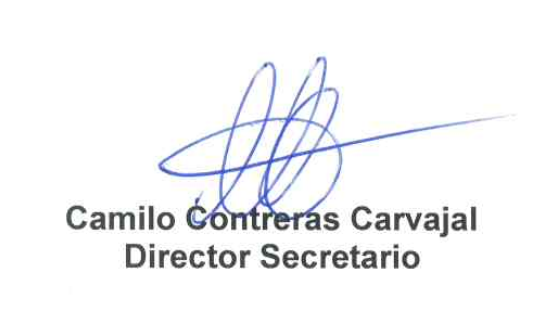 Camilo Contreras Carvajal
Director Secretario